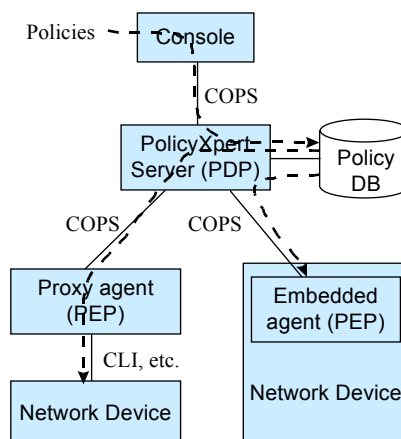 Policies
Console
COPS
PolicyXpert
Server (PDP)
Policy
DB
COPS
COPS
Proxy agent
(PEP)
Embedded
agent (PEP)
CLI, etc.
Network Device
Network Device